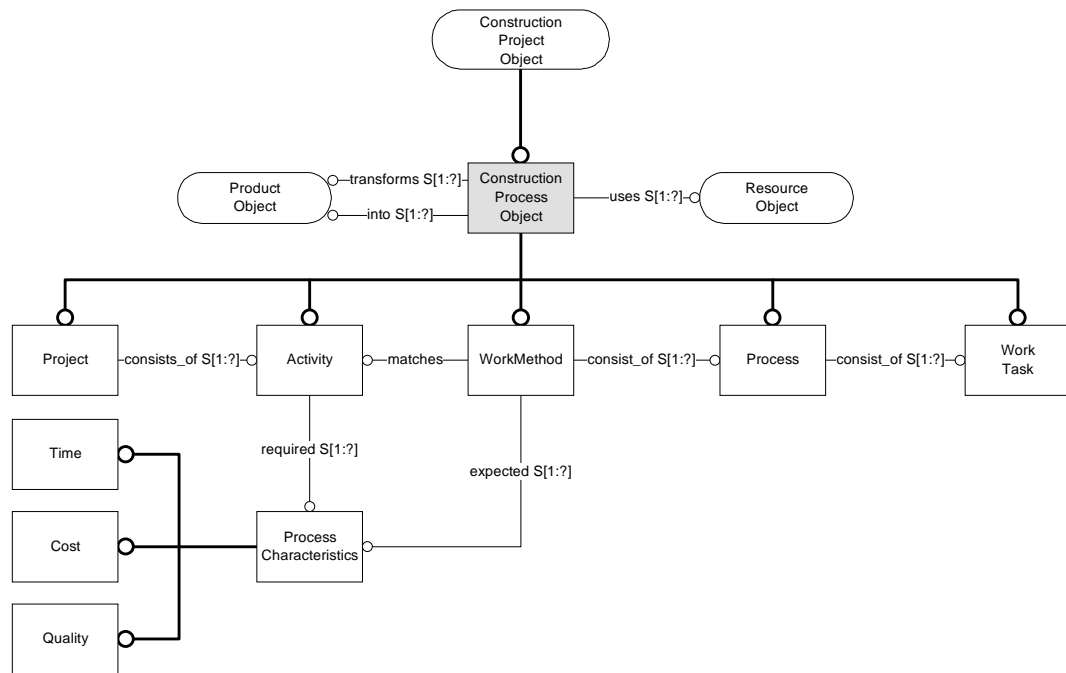 Construction
Project
Object
Product
Object
transforms S[1:?]
into S[1:?]
Construction
Process
Object
uses S[1:?]
Resource
Object
Project
consists_of S[1:?]
Activity
matches
WorkMethod
consist_of S[1:?]
Process
consist_of S[1:?]
Work
Task
Time
required S[1:?]
expected S[1:?]
Cost
Process
Characteristics
Quality